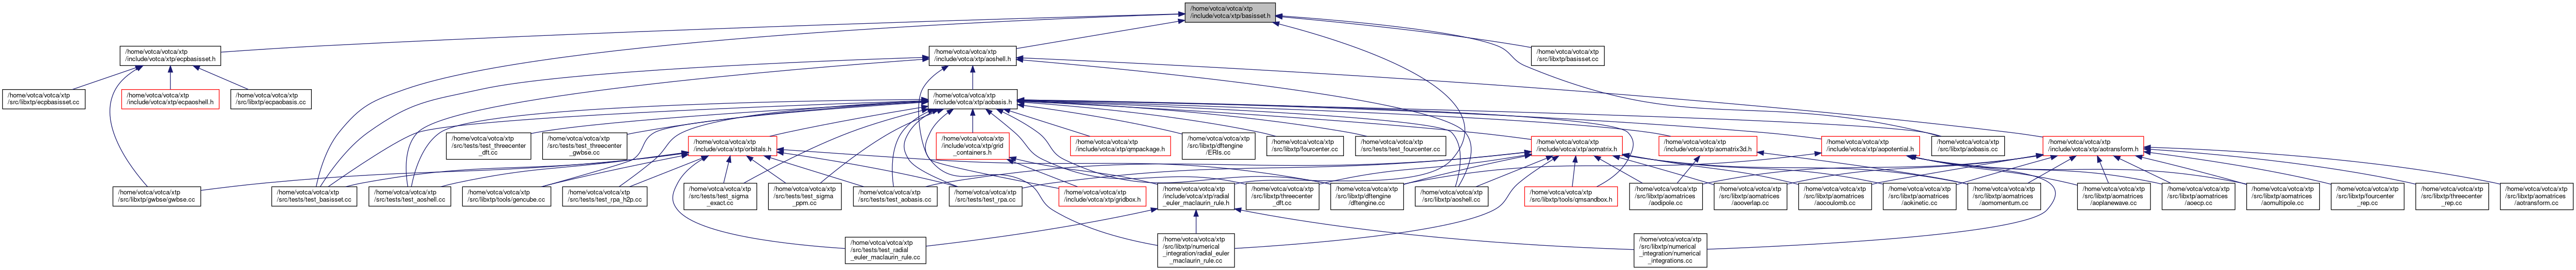 /home/votca/votca/xtp
/include/votca/xtp/basisset.h
/home/votca/votca/xtp
/include/votca/xtp/ecpbasisset.h
/home/votca/votca/xtp
/include/votca/xtp/aoshell.h
/home/votca/votca/xtp
/src/libxtp/basisset.cc
/home/votca/votca/xtp
/src/libxtp/ecpbasisset.cc
/home/votca/votca/xtp
/include/votca/xtp/ecpaoshell.h
/home/votca/votca/xtp
/src/libxtp/ecpaobasis.cc
/home/votca/votca/xtp
/include/votca/xtp/aobasis.h
/home/votca/votca/xtp
/src/tests/test_threecenter
_dft.cc
/home/votca/votca/xtp
/src/tests/test_threecenter
_gwbse.cc
/home/votca/votca/xtp
/include/votca/xtp/orbitals.h
/home/votca/votca/xtp
/include/votca/xtp/grid
_containers.h
/home/votca/votca/xtp
/include/votca/xtp/qmpackage.h
/home/votca/votca/xtp
/src/libxtp/dftengine
/ERIs.cc
/home/votca/votca/xtp
/src/libxtp/fourcenter.cc
/home/votca/votca/xtp
/src/tests/test_fourcenter.cc
/home/votca/votca/xtp
/include/votca/xtp/aomatrix.h
/home/votca/votca/xtp
/include/votca/xtp/aomatrix3d.h
/home/votca/votca/xtp
/include/votca/xtp/aopotential.h
/home/votca/votca/xtp
/src/libxtp/aobasis.cc
/home/votca/votca/xtp
/include/votca/xtp/aotransform.h
/home/votca/votca/xtp
/src/libxtp/gwbse/gwbse.cc
/home/votca/votca/xtp
/src/tests/test_basisset.cc
/home/votca/votca/xtp
/src/tests/test_aoshell.cc
/home/votca/votca/xtp
/src/libxtp/tools/gencube.cc
/home/votca/votca/xtp
/src/tests/test_rpa_h2p.cc
/home/votca/votca/xtp
/src/tests/test_sigma
_exact.cc
/home/votca/votca/xtp
/src/tests/test_sigma
_ppm.cc
/home/votca/votca/xtp
/src/tests/test_aobasis.cc
/home/votca/votca/xtp
/src/tests/test_rpa.cc
/home/votca/votca/xtp
/include/votca/xtp/gridbox.h
/home/votca/votca/xtp
/include/votca/xtp/radial
_euler_maclaurin_rule.h
/home/votca/votca/xtp
/src/libxtp/threecenter
_dft.cc
/home/votca/votca/xtp
/src/libxtp/dftengine
/dftengine.cc
/home/votca/votca/xtp
/src/libxtp/aoshell.cc
/home/votca/votca/xtp
/src/libxtp/tools/qmsandbox.h
/home/votca/votca/xtp
/src/libxtp/aomatrices
/aodipole.cc
/home/votca/votca/xtp
/src/libxtp/aomatrices
/aooverlap.cc
/home/votca/votca/xtp
/src/libxtp/aomatrices
/aocoulomb.cc
/home/votca/votca/xtp
/src/libxtp/aomatrices
/aokinetic.cc
/home/votca/votca/xtp
/src/libxtp/aomatrices
/aomomentum.cc
/home/votca/votca/xtp
/src/libxtp/aomatrices
/aoplanewave.cc
/home/votca/votca/xtp
/src/libxtp/aomatrices
/aoecp.cc
/home/votca/votca/xtp
/src/libxtp/aomatrices
/aomultipole.cc
/home/votca/votca/xtp
/src/libxtp/fourcenter
_rep.cc
/home/votca/votca/xtp
/src/libxtp/threecenter
_rep.cc
/home/votca/votca/xtp
/src/libxtp/aomatrices
/aotransform.cc
/home/votca/votca/xtp
/src/tests/test_radial
_euler_maclaurin_rule.cc
/home/votca/votca/xtp
/src/libxtp/numerical
_integration/radial_euler
_maclaurin_rule.cc
/home/votca/votca/xtp
/src/libxtp/numerical
_integration/numerical
_integrations.cc